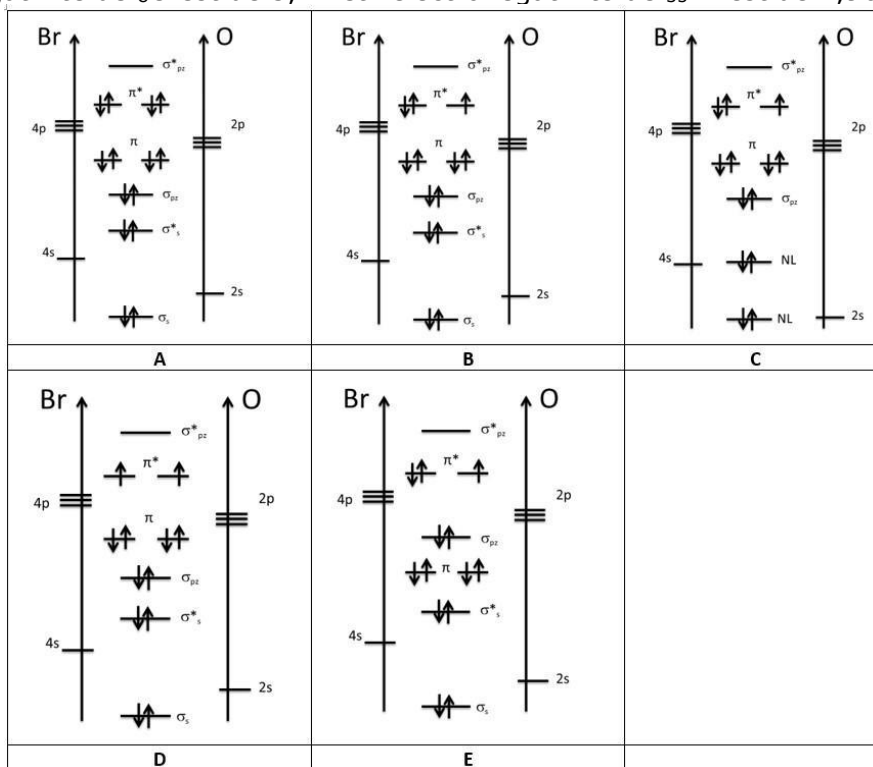 Br O Br O Br O
σ*pz σ*pz σ*pz
π* π* π*
4p 2p 4p 2p 4p 2p
π π π
σpz σpz σpz
σ*s σ*s
4s 4s 4s NL
2s 2s
σs σs NL 2s
A B C
Br O Br O
σ*pz σ*pz
π* π*
4p 2p 4p 2p
π σpz
σpz π
σ*s σ*s
4s 4s
2s 2s
σs σs
D E